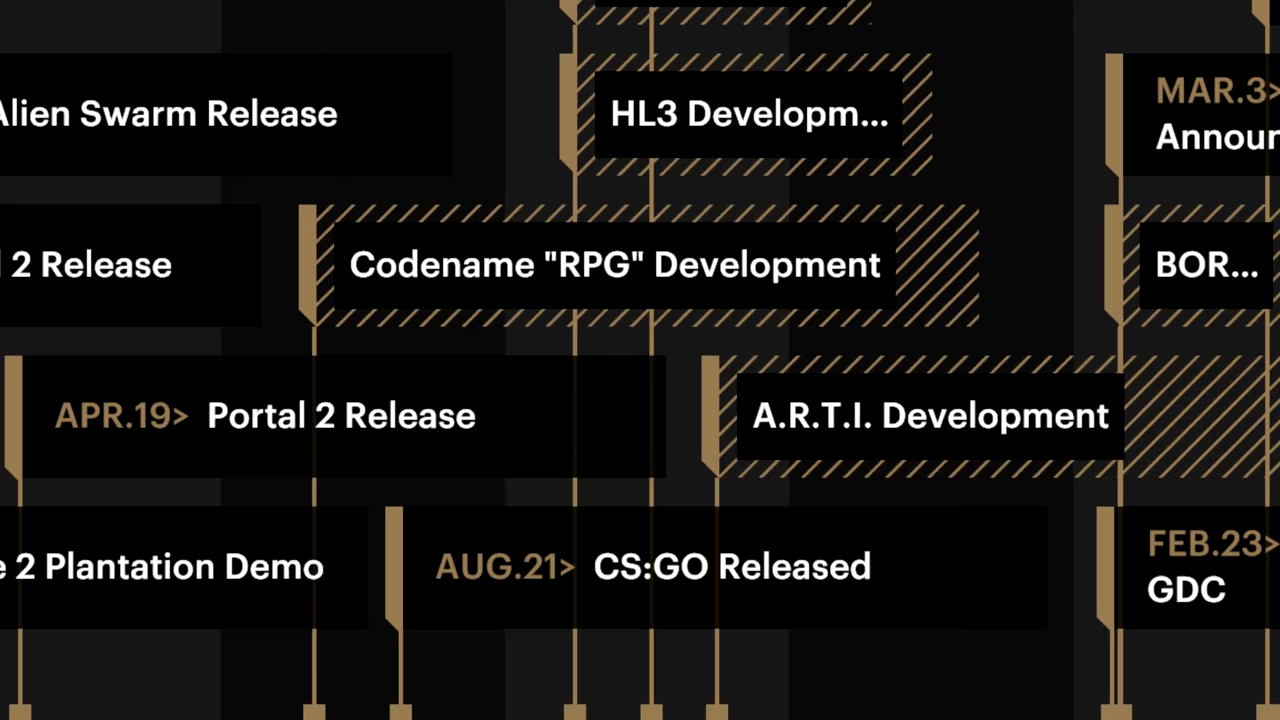 Alien Swarm Release
HL3 Developm...
MAR.3>
2 Release
Codename "RPG" Development
BOR...
APR.19> Portal 2 Release
A.R.T.I. Development
2 Plantation Demo
AUG.21> CS:GO Released
FEB.23>
GDC